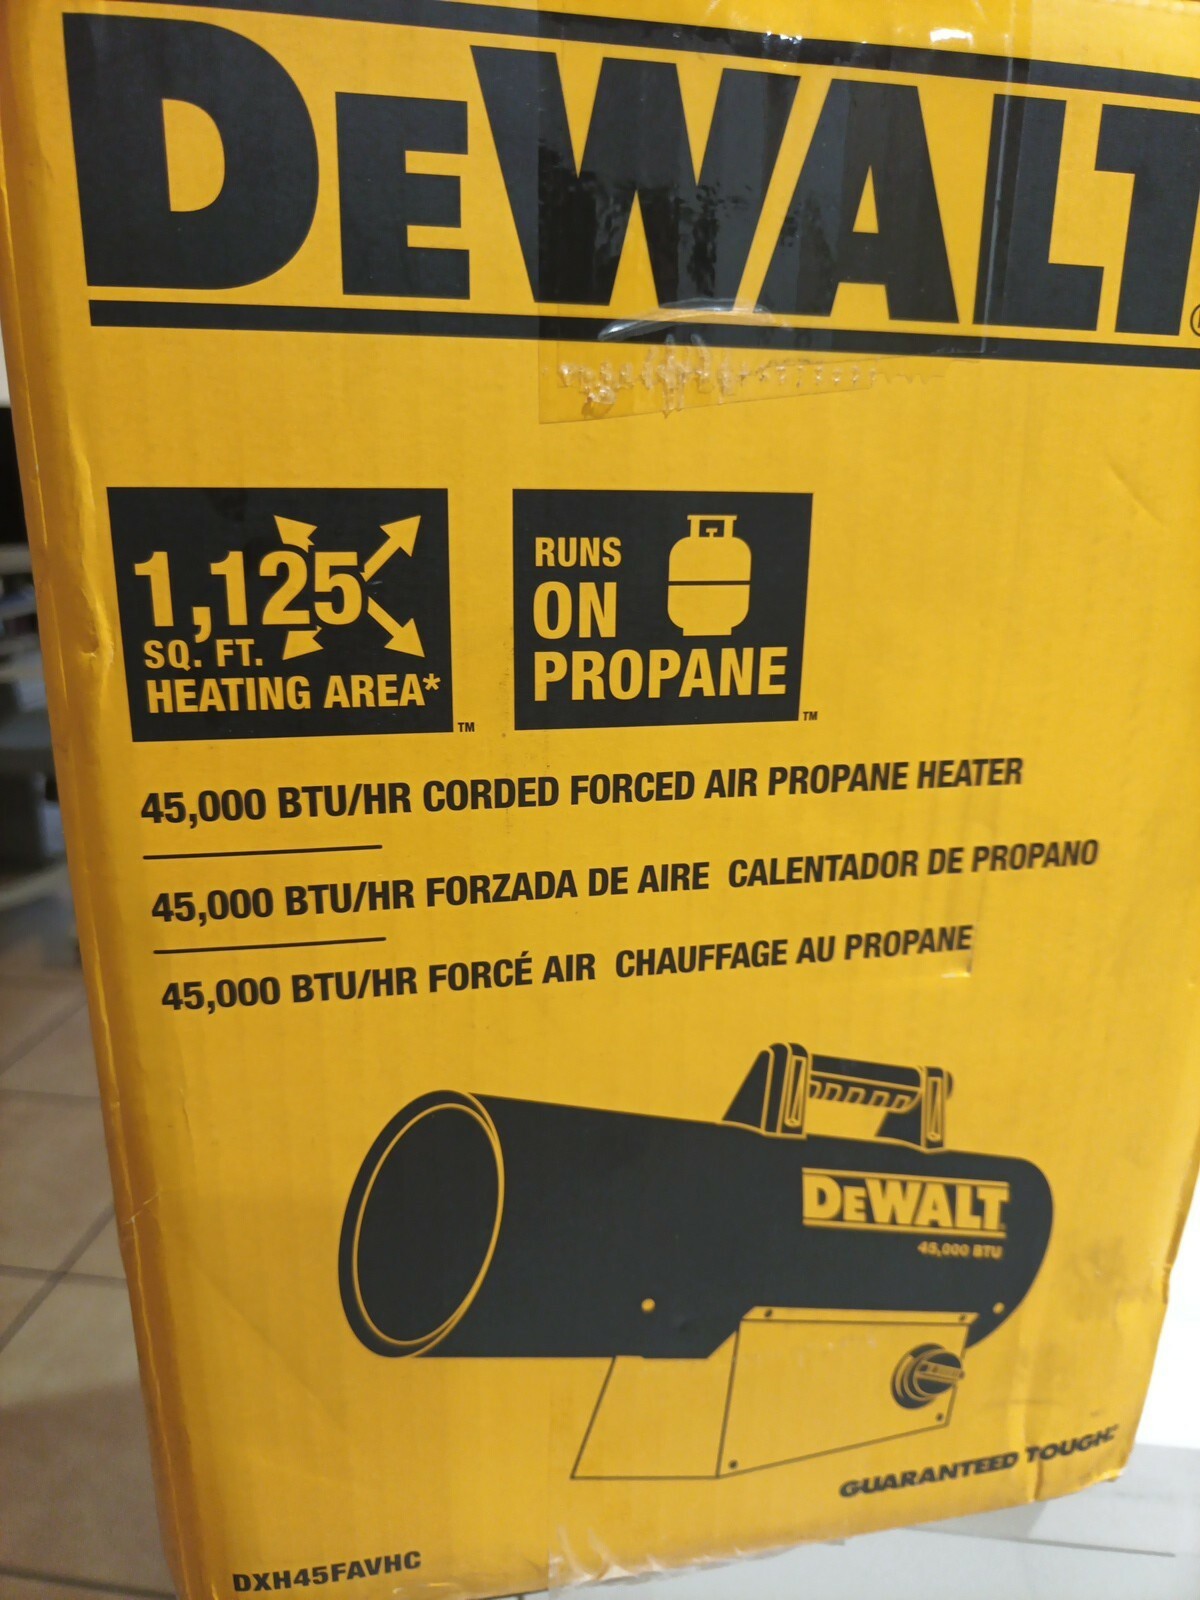 DEWALT®
1,125
SQ. FT.
HEATING AREA*
™
RUNS
ON
PROPANE
™
45,000 BTU/HR CORDED FORCED AIR PROPANE HEATER
45,000 BTU/HR FORZADA DE AIRE CALENTADOR DE PROPANO
45,000 BTU/HR FORCÉ AIR CHAUFFAGE AU PROPANE
DEWALT
45,000 BTU
GUARANTEED TOUGH.
DXH45FAVHC